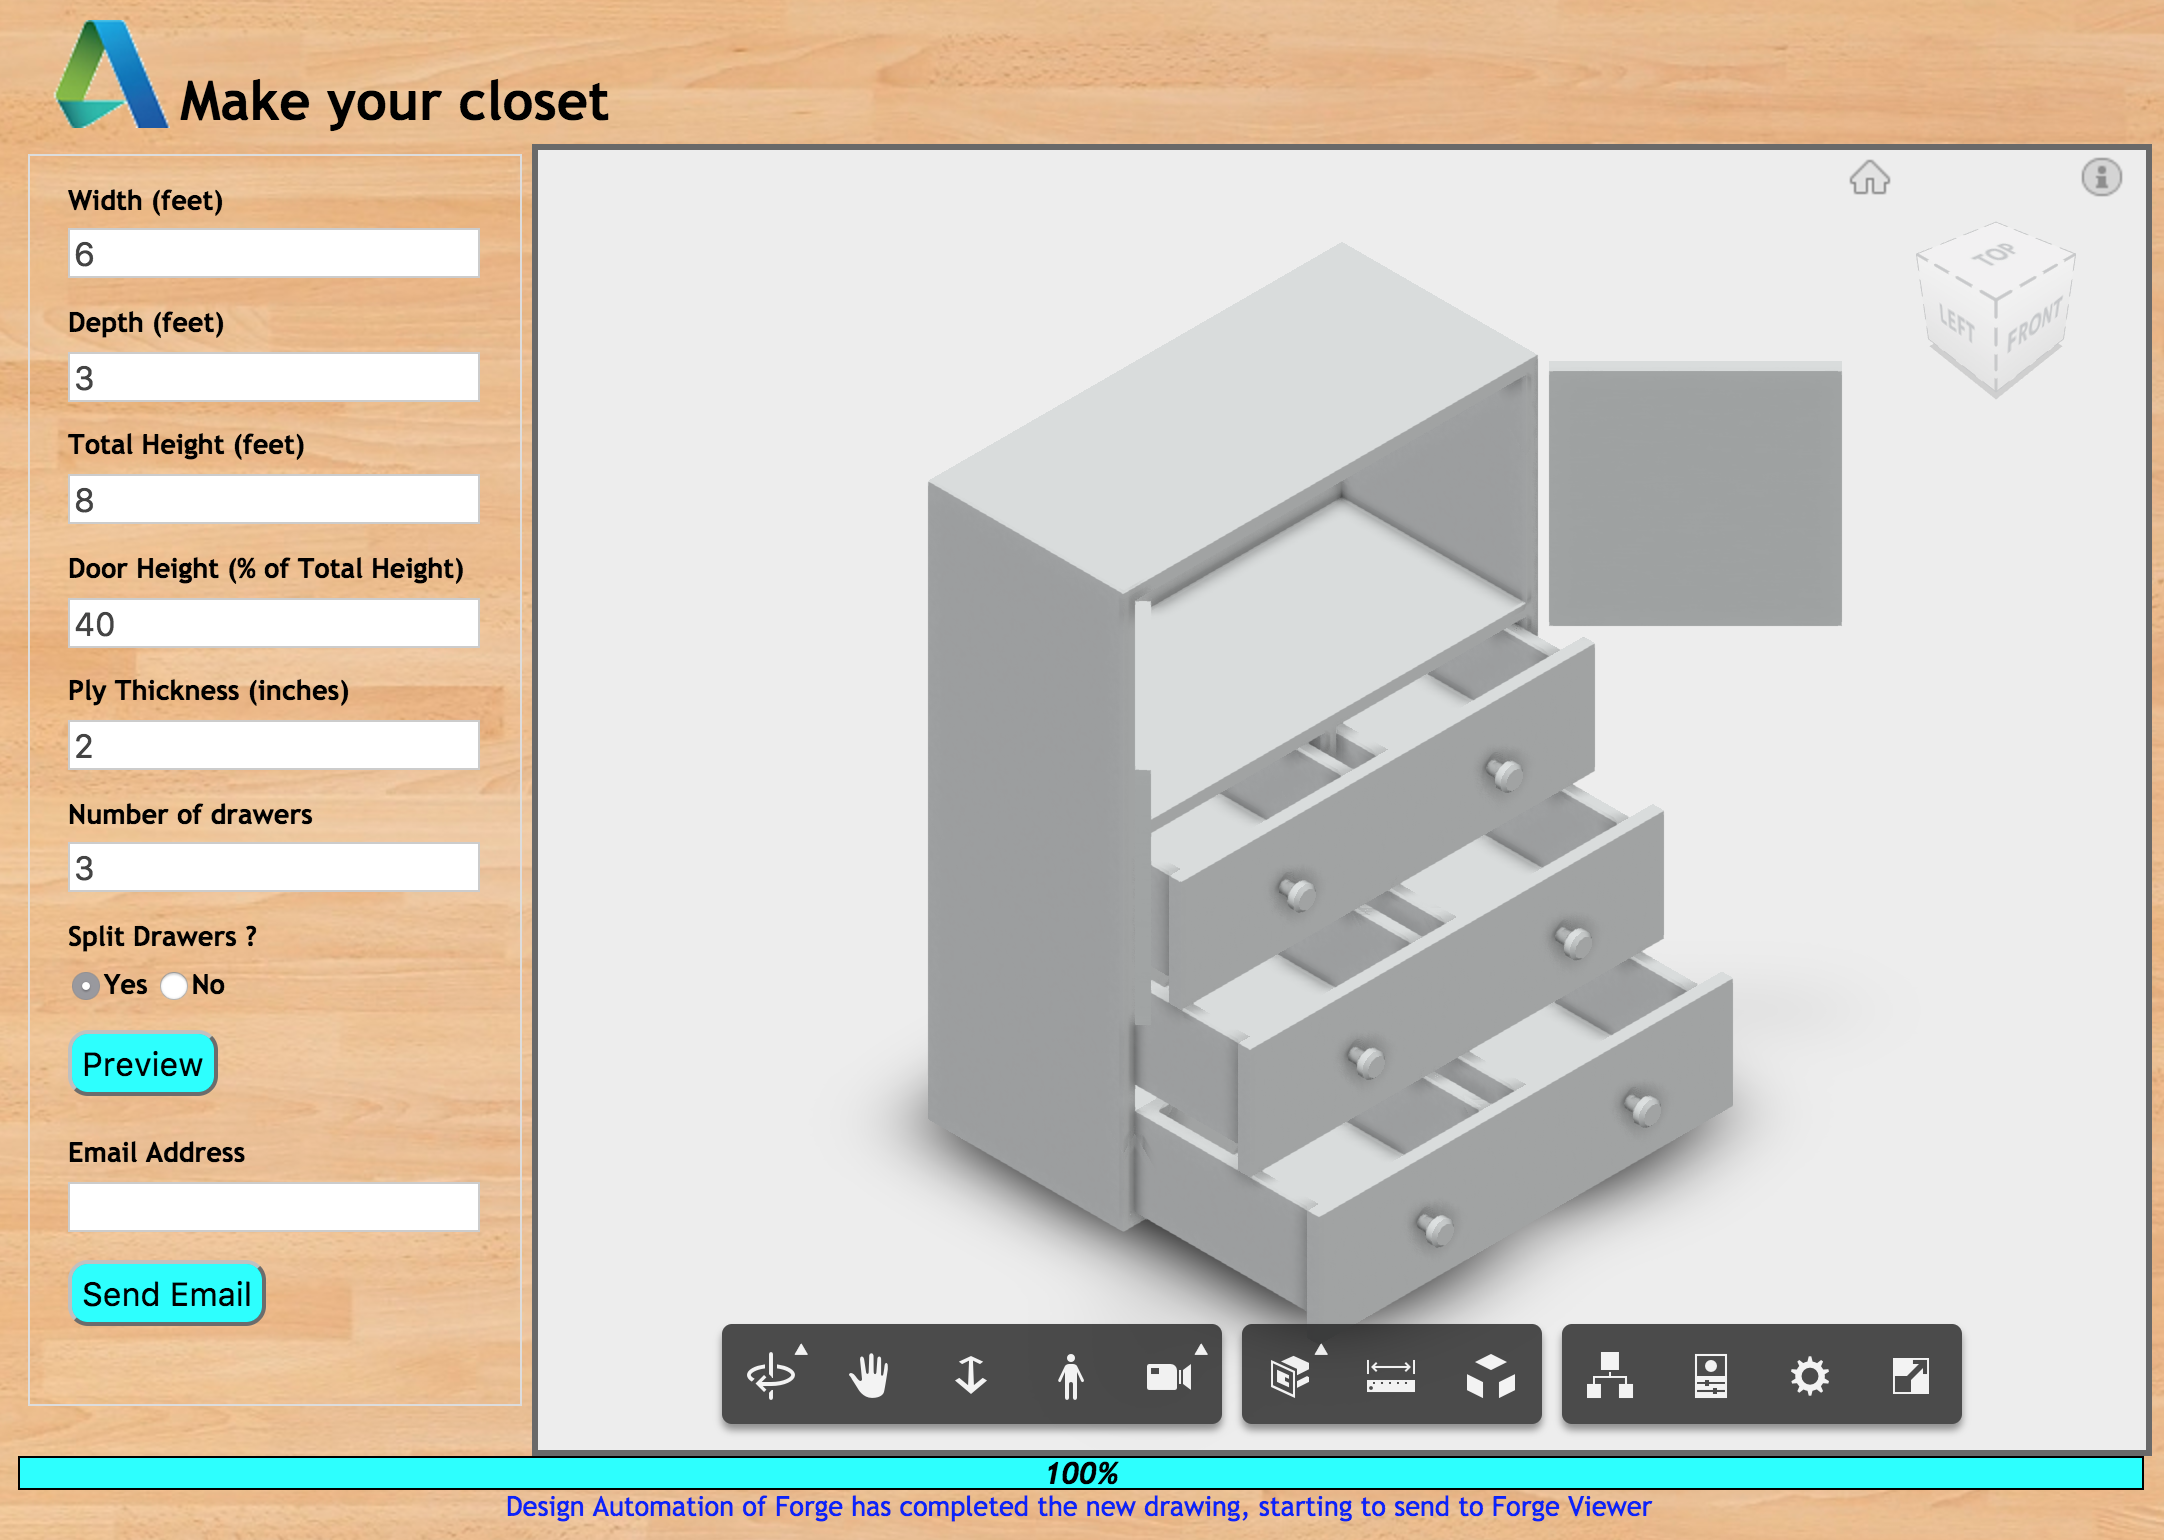 Make your closet
Width (feet)
6
Depth (feet)
3
Total Height (feet)
8
Door Height (% of Total Height)
40
Ply Thickness (inches)
2
Number of drawers
3
Split Drawers ?
Yes No
Preview
Email Address
Send Email
TOP
LEFT FRONT
100%
Design Automation of Forge has completed the new drawing, starting to send to Forge Viewer